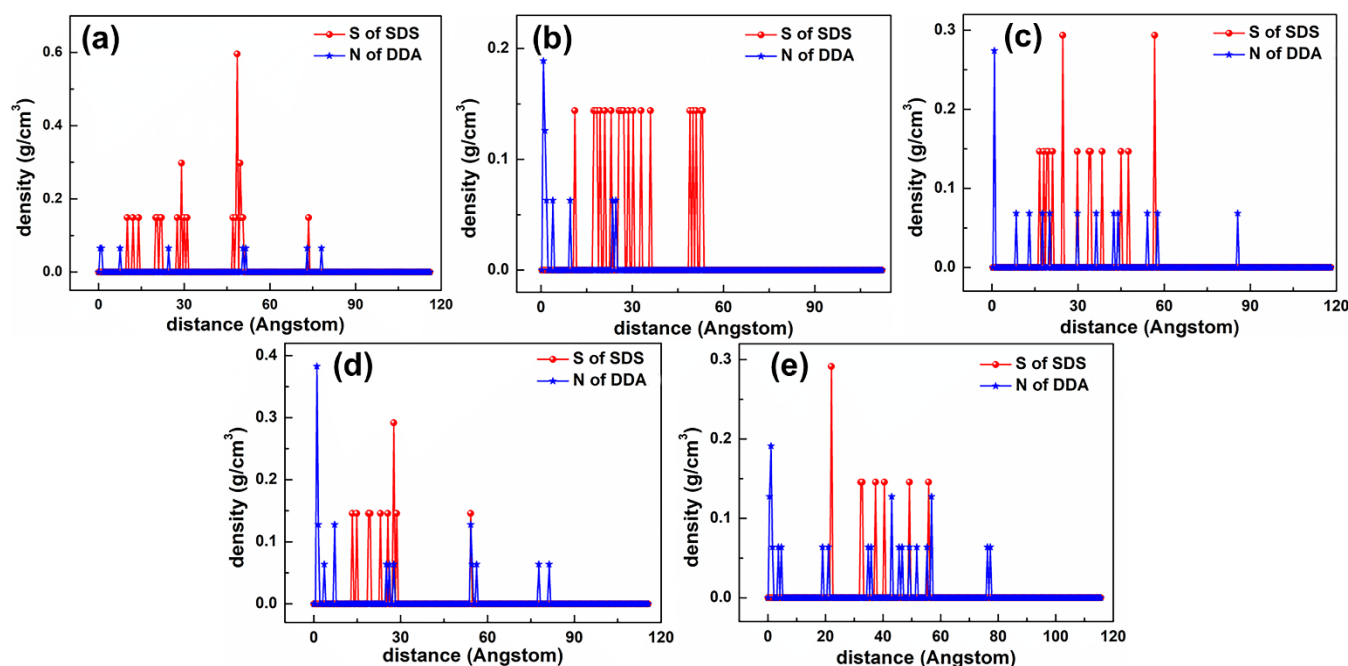 (a)
S of SDS
N of DDA
density (g/cm³)
0.6
0.4
0.2
0.0
0 30 60 90 120
distance (Angstom)
(b)
S of SDS
N of DDA
density (g/cm³)
0.2
0.1
0.0
0 30 60 90
distance (Angstom)
(c)
S of SDS
N of DDA
density (g/cm³)
0.3
0.2
0.1
0.0
0 30 60 90 120
distance (Angstom)
(d)
S of SDS
N of DDA
density (g/cm³)
0.4
0.3
0.2
0.1
0.0
0 30 60 90 120
distance (Angstom)
(e)
S of SDS
N of DDA
density (g/cm³)
0.3
0.2
0.1
0.0
0 20 40 60 80 100 120
distance (Angstom)